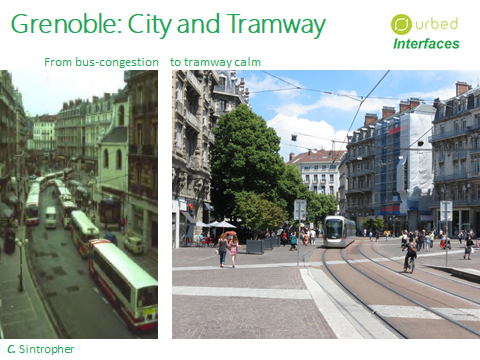 Grenoble: City and Tramway
urbed
Interfaces
From bus-congestion to tramway calm
C. Sintropher